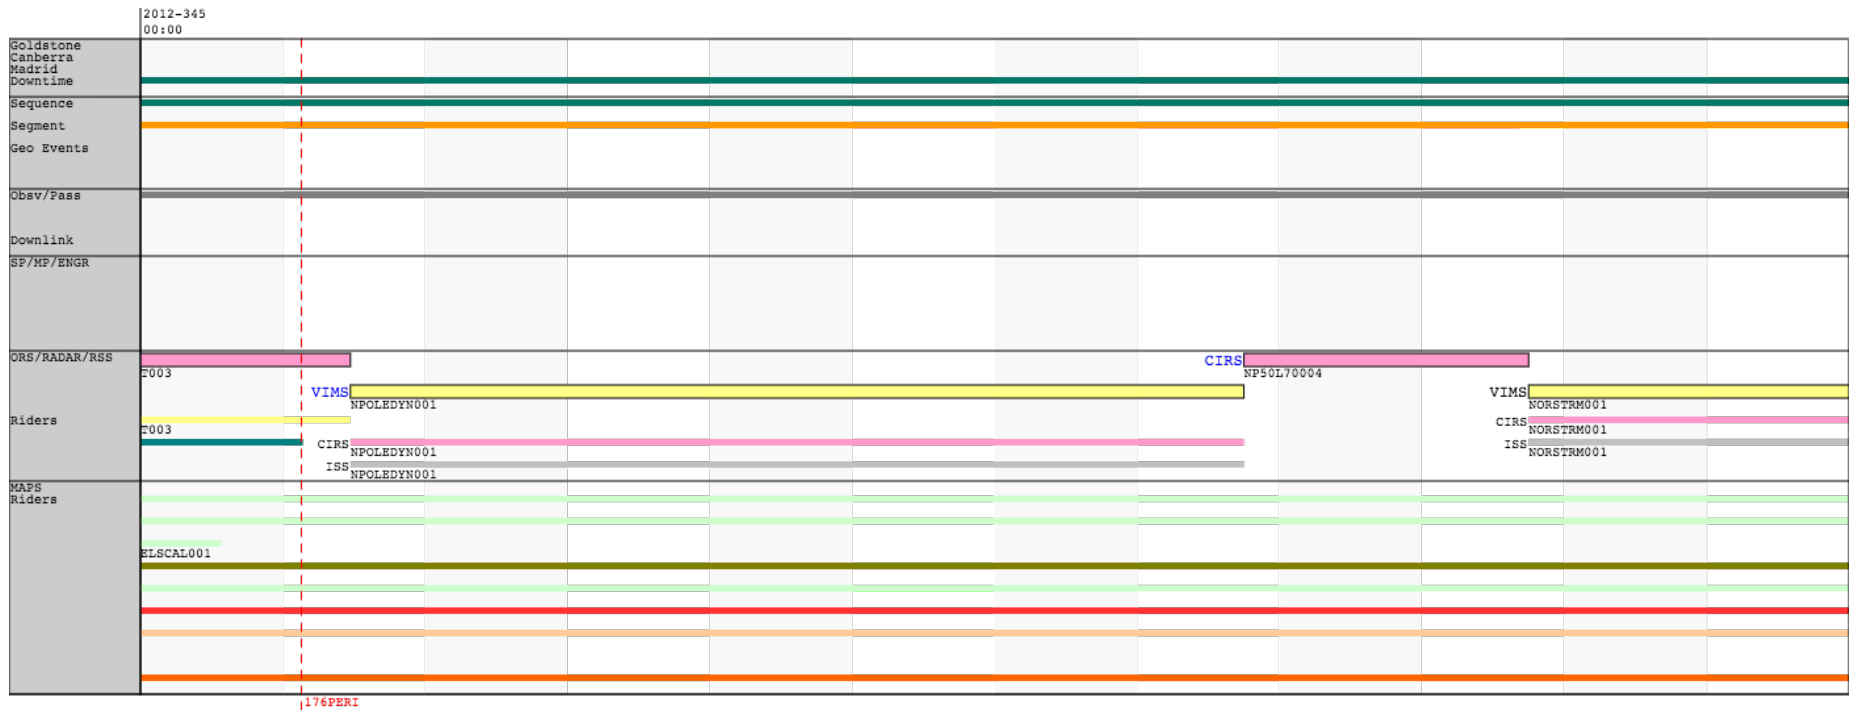 2012-345
00:00
Goldstone
Canberra
Madrid
Downtime
Sequence
Segment
Geo Events
Obsv/Pass
Downlink
SP/MP/ENGR
ORS/RADAR/RSS
CIRS
T003
NP50L70004
VIMS
VIMS
NPOLEDYN001
NORSTRM001
Riders
CIRS
T003
NORSTRM001
CIRS
ISS
NPOLEDYN001
NORSTRM001
ISS
NPOLEDYN001
MAPS
Riders
ELSCAL001
176PERI